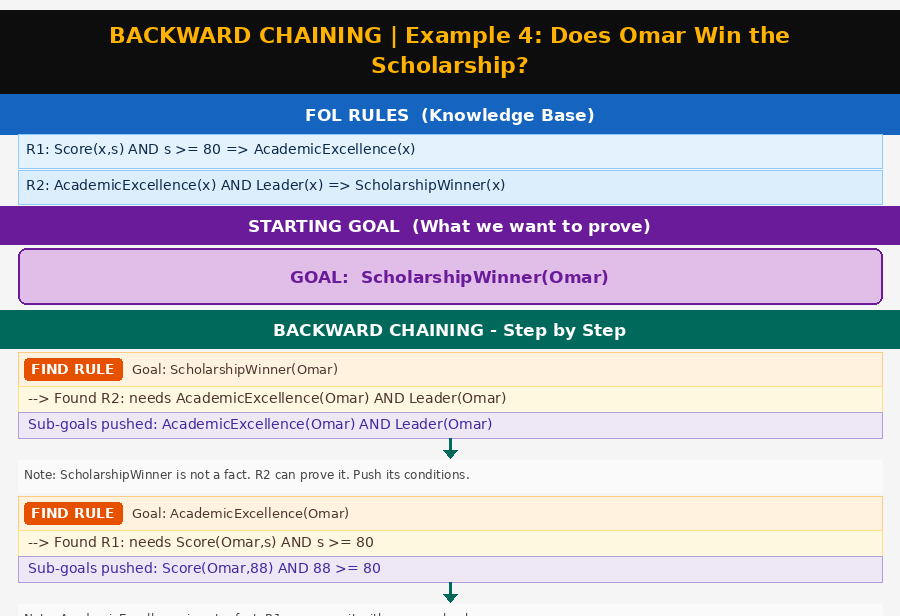 BACKWARD CHAINING | Example 4: Does Omar Win the
Scholarship?
FOL RULES  (Knowledge Base)
R1: Score(x,s) AND s >= 80 => AcademicExcellence(x)
R2: AcademicExcellence(x) AND Leader(x) => ScholarshipWinner(x)
STARTING GOAL  (What we want to prove)
GOAL:  ScholarshipWinner(Omar)
BACKWARD CHAINING - Step by Step
FIND RULE Goal: ScholarshipWinner(Omar)
--> Found R2: needs AcademicExcellence(Omar) AND Leader(Omar)
Sub-goals pushed: AcademicExcellence(Omar) AND Leader(Omar)
Note: ScholarshipWinner is not a fact. R2 can prove it. Push its conditions.
FIND RULE Goal: AcademicExcellence(Omar)
--> Found R1: needs Score(Omar,s) AND s >= 80
Sub-goals pushed: Score(Omar,88) AND 88 >= 80